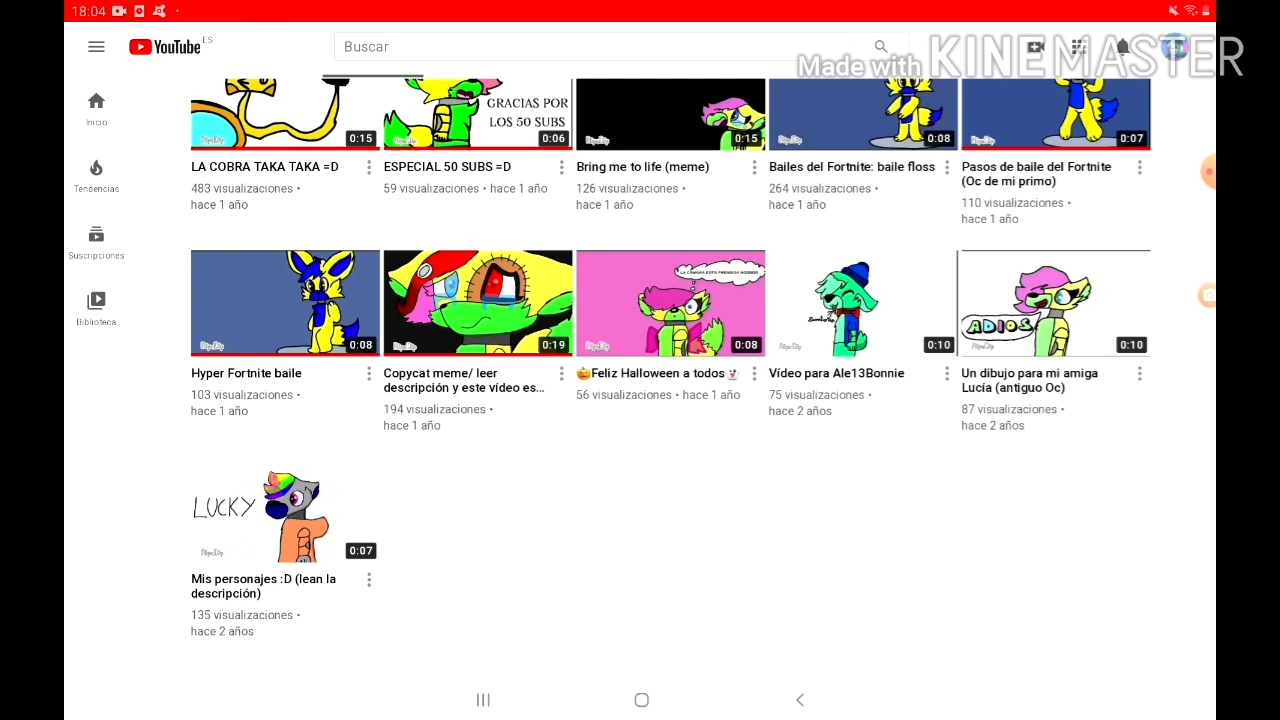 18:04
YouTube ES
Buscar
Made with KINEMASTER
Inicio
Tendencias
Suscripciones
Biblioteca
0:15
GRACIAS POR
LOS 50 SUBS
0:06
0:15
0:08
0:07
LA COBRA TAKA TAKA =D
483 visualizaciones •
hace 1 año
ESPECIAL 50 SUBS =D
59 visualizaciones • hace 1 año
Bring me to life (meme)
126 visualizaciones •
hace 1 año
Bailes del Fortnite: baile floss
264 visualizaciones •
hace 1 año
Pasos de baile del Fortnite
(Oc de mi primo)
110 visualizaciones •
hace 1 año
0:08
0:19
LA CAMARA ESTA PRENDIDA
0:08
0:10
ADIOS
0:10
Hyper Fortnite baile
103 visualizaciones •
hace 1 año
Copycat meme/ leer
descripción y este vídeo es...
194 visualizaciones •
hace 1 año
🎃Feliz Halloween a todos👻
56 visualizaciones • hace 1 año
Vídeo para Ale13Bonnie
75 visualizaciones •
hace 2 años
Un dibujo para mi amiga
Lucía (antiguo Oc)
87 visualizaciones •
hace 2 años
LUCKY
FlipaClip
0:07
Mis personajes :D (lean la
descripción)
135 visualizaciones •
hace 2 años